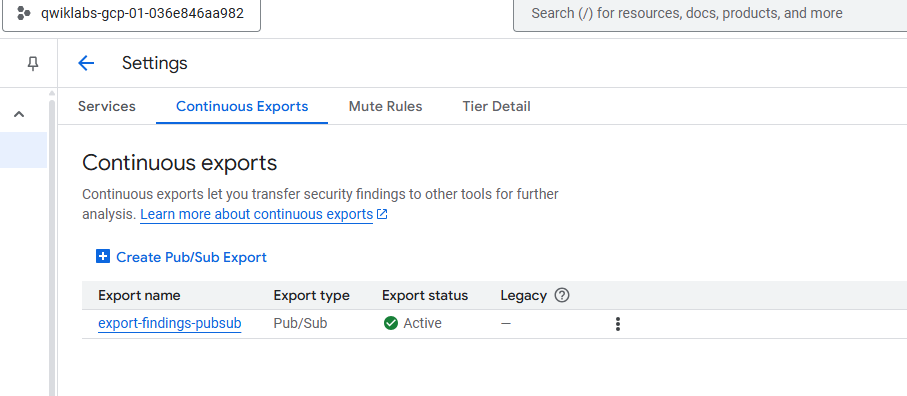 qwiklabs-gcp-01-036e846aa982
Search (/) for resources, docs, products, and more
Settings
Services Continuous Exports Mute Rules Tier Detail
Continuous exports
Continuous exports let you transfer security findings to other tools for further
analysis. Learn more about continuous exports
Create Pub/Sub Export
Export name Export type Export status Legacy
export-findings-pubsub Pub/Sub Active —